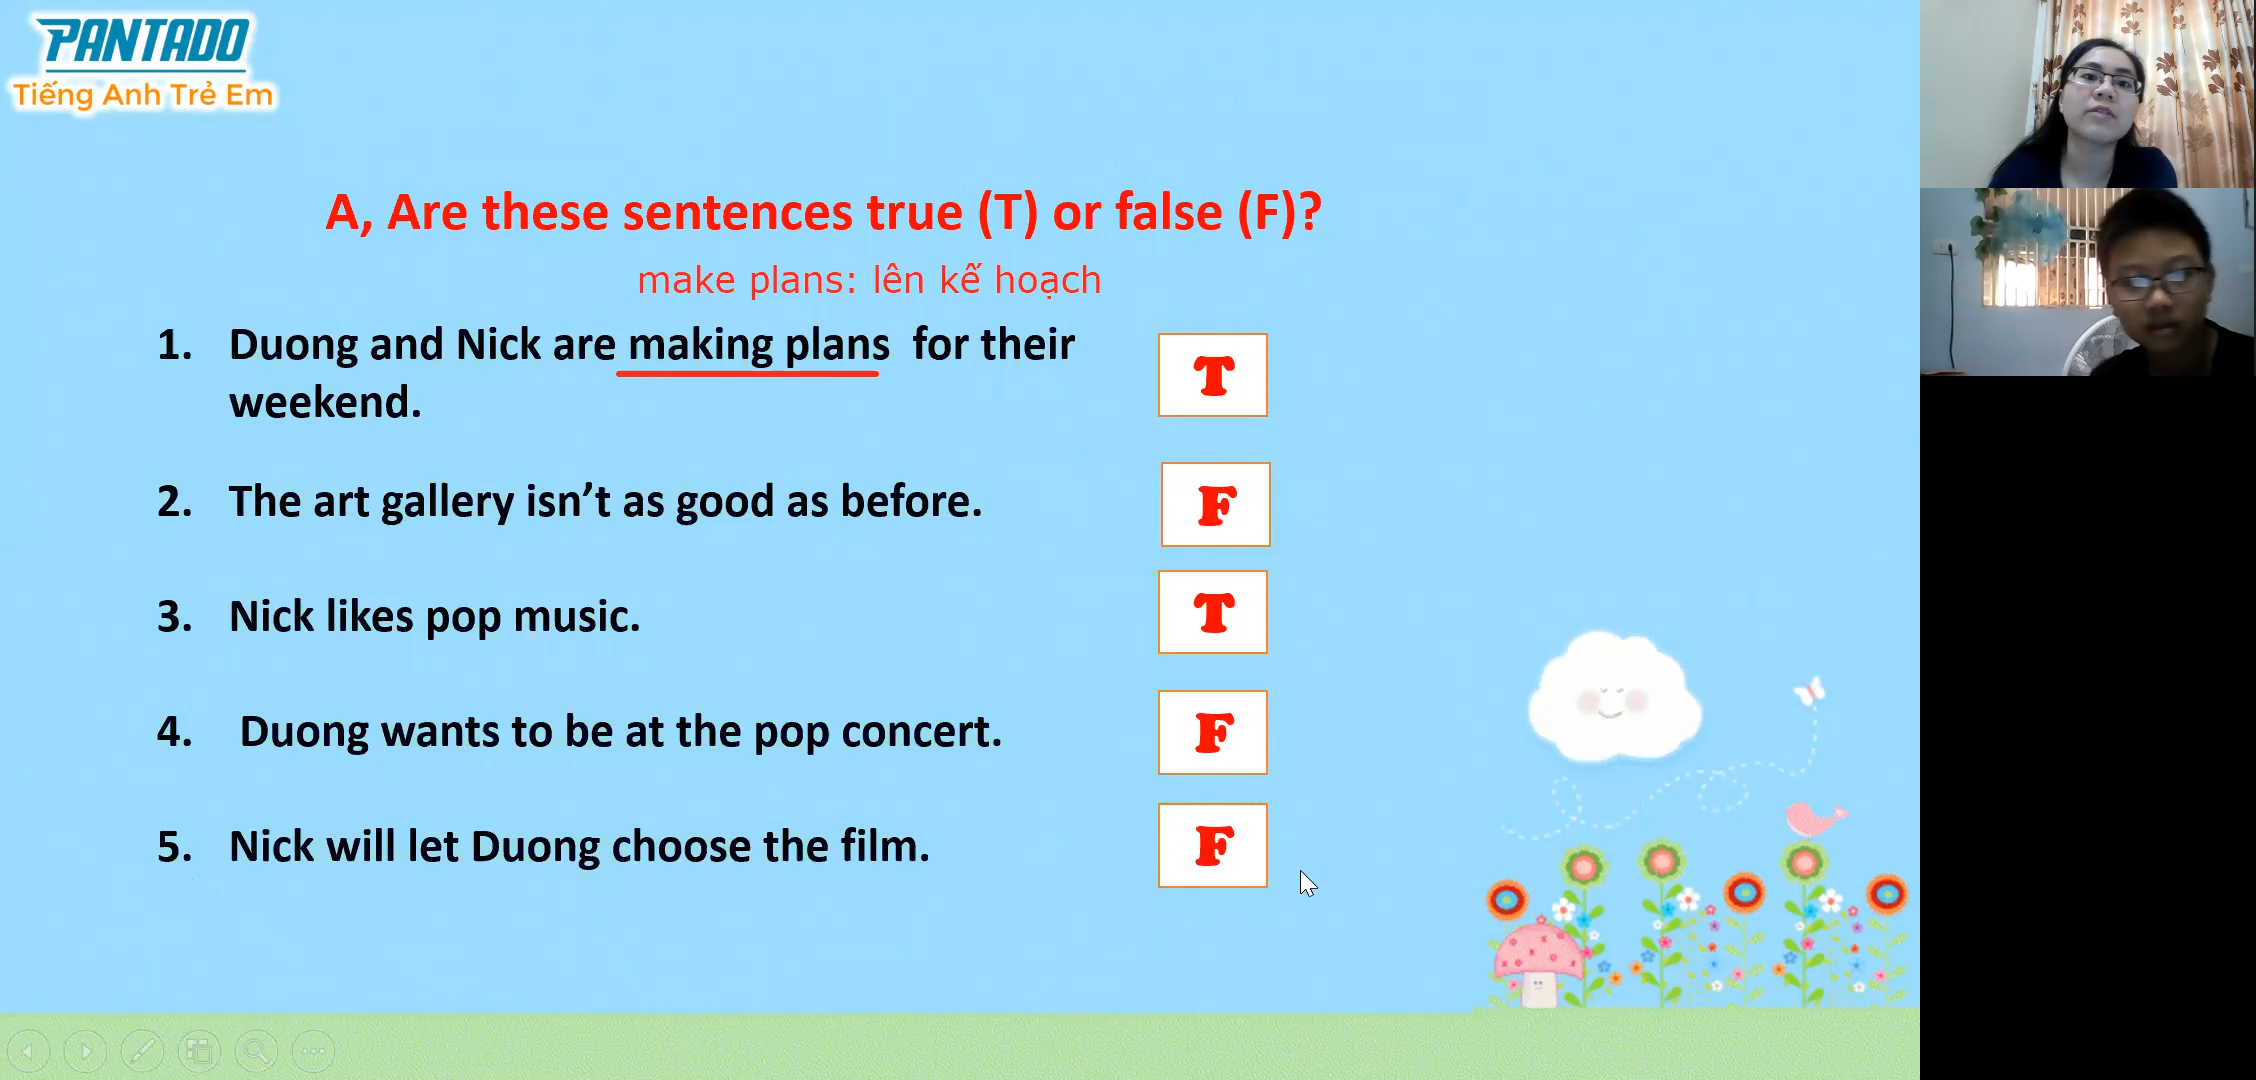 PANTADO
Tiếng Anh Trẻ Em
A, Are these sentences true (T) or false (F)?
make plans: lên kế hoạch
1. Duong and Nick are making plans for their
weekend.
T
2. The art gallery isn’t as good as before.
F
3. Nick likes pop music.
T
4. Duong wants to be at the pop concert.
F
5. Nick will let Duong choose the film.
F